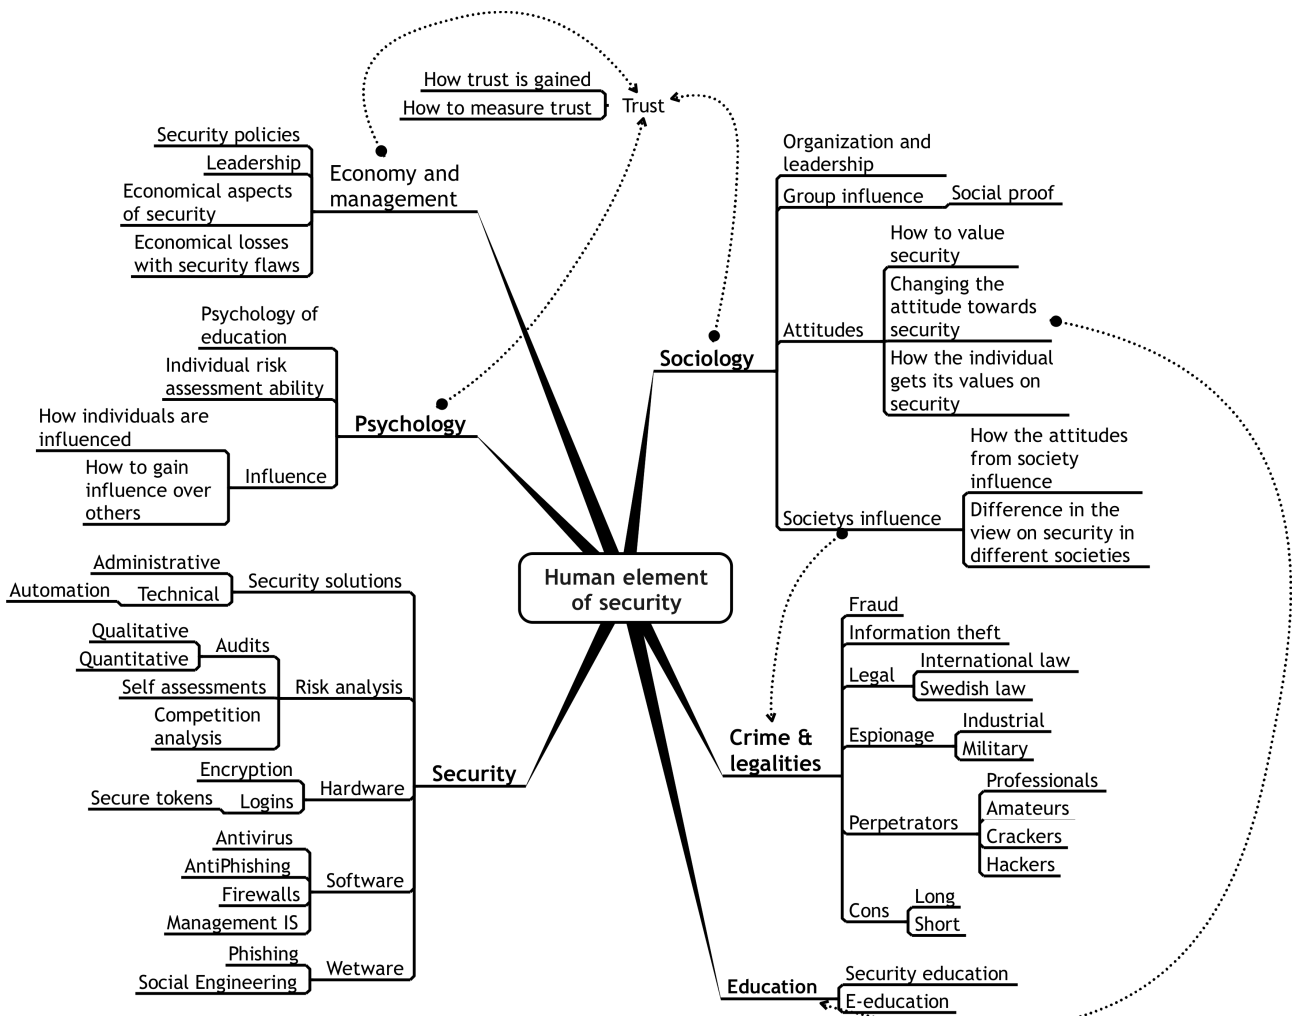 How trust is gained
How to measure trust
Trust
Security policies
Leadership
Economical aspects
of security
Economical losses
with security flaws
Economy and
management
Psychology of
education
Individual risk
assessment ability
How individuals are
influenced
How to gain
influence over
others
Influence
Psychology
Administrative
Automation
Technical
Security solutions
Qualitative
Quantitative
Audits
Self assessments
Competition
analysis
Risk analysis
Encryption
Secure tokens
Logins
Hardware
Antivirus
AntiPhishing
Firewalls
Management IS
Software
Phishing
Social Engineering
Wetware
Security
Human element
of security
Sociology
Organization and
leadership
Group influence
Social proof
Attitudes
How to value
security
Changing the
attitude towards
security
How the individual
gets its values on
security
Societys influence
How the attitudes
from society
influence
Difference in the
view on security in
different societies
Crime &
legalities
Fraud
Information theft
Legal
International law
Swedish law
Espionage
Industrial
Military
Perpetrators
Professionals
Amateurs
Crackers
Hackers
Cons
Long
Short
Education
Security education
E-education